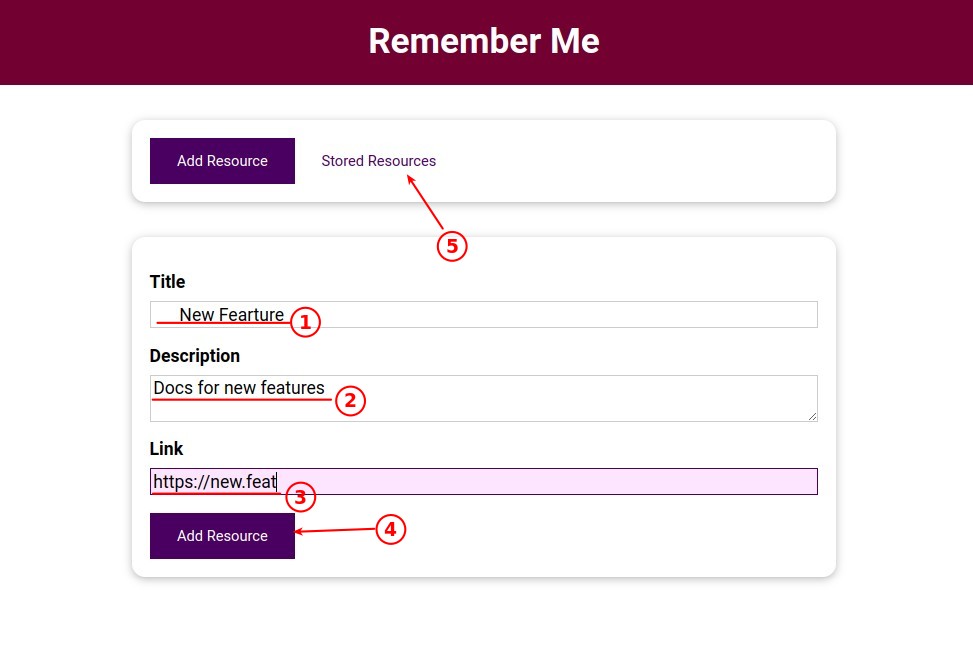 Remember Me
Add Resource Stored Resources
5
Title
New Fearture
1
Description
Docs for new features
2
Link
https://new.feat
3
Add Resource
4